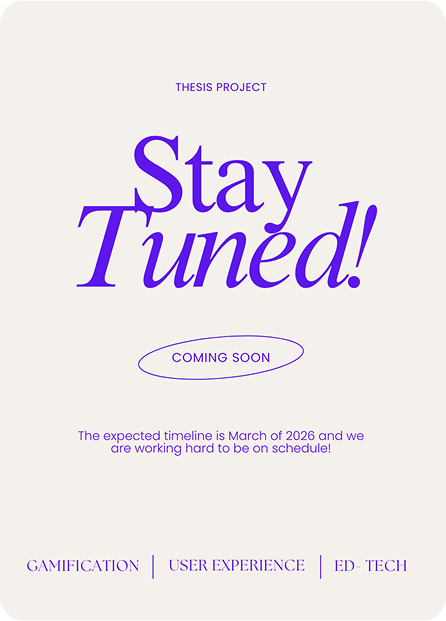 THESIS PROJECT
Stay
Tuned!
COMING SOON
The expected timeline is March of 2026 and we
are working hard to be on schedule!
GAMIFICATION | USER EXPERIENCE | ED- TECH